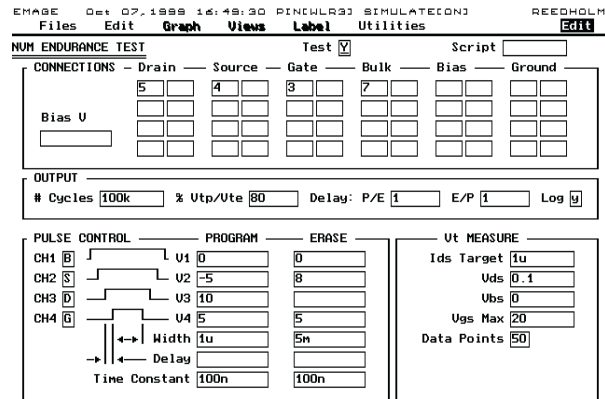 EMAGE Oct 07,1999 16:49:30 PIN[WLR3] SIMULATE[ON] REEDHOLM
Files Edit Graph Views Label Utilities Edit
NVM ENDURANCE TEST Test Y Script
CONNECTIONS Drain Source Gate Bulk Bias Ground
5 4 3 7
Bias V
OUTPUT
# Cycles 100k % Vtp/Vte 80 Delay: P/E 1 E/P 1 Log y
PULSE CONTROL PROGRAM ERASE
CH1 B V1 0 0
CH2 S V2 -5 8
CH3 D V3 10
CH4 G V4 5 5
Width 1u 5m
Delay
Time Constant 100n 100n
Vt MEASURE
Ids Target 1u
Vds 0.1
Vbs 0
Vgs Max 20
Data Points 50